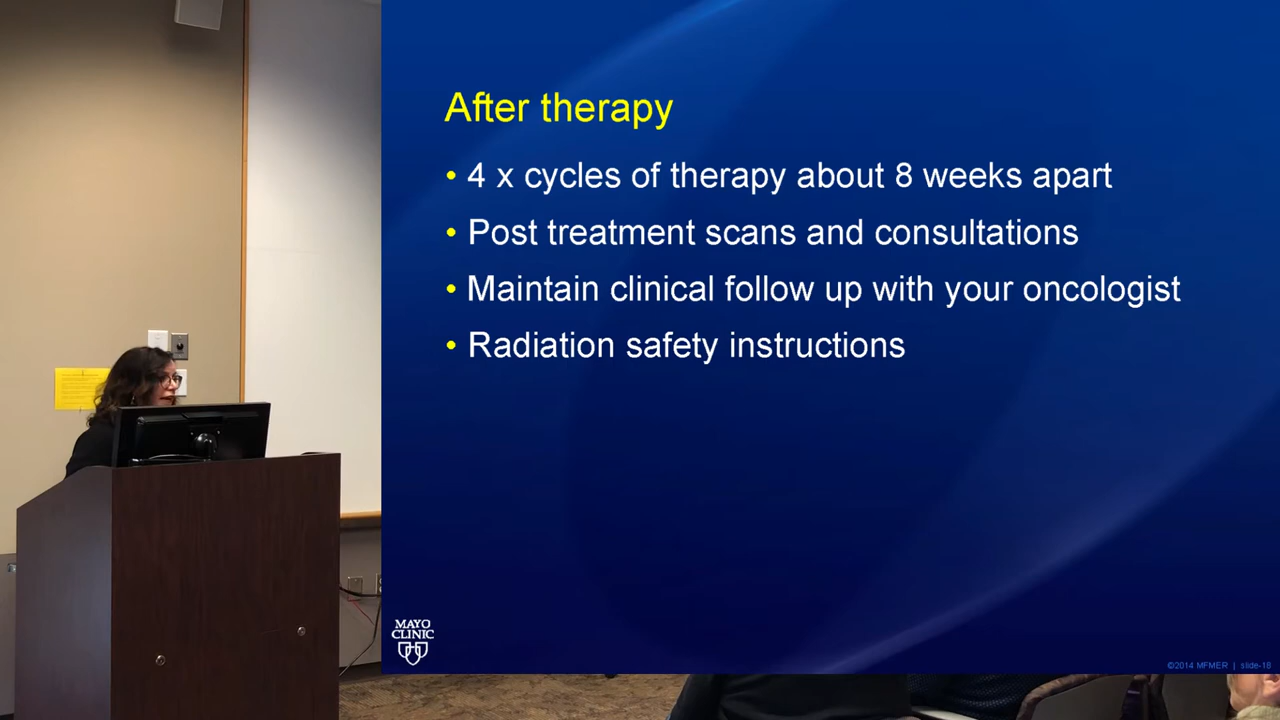 After therapy
• 4 x cycles of therapy about 8 weeks apart
• Post treatment scans and consultations
• Maintain clinical follow up with your oncologist
• Radiation safety instructions
MAYO
CLINIC
©2014 MFMER | slide-18